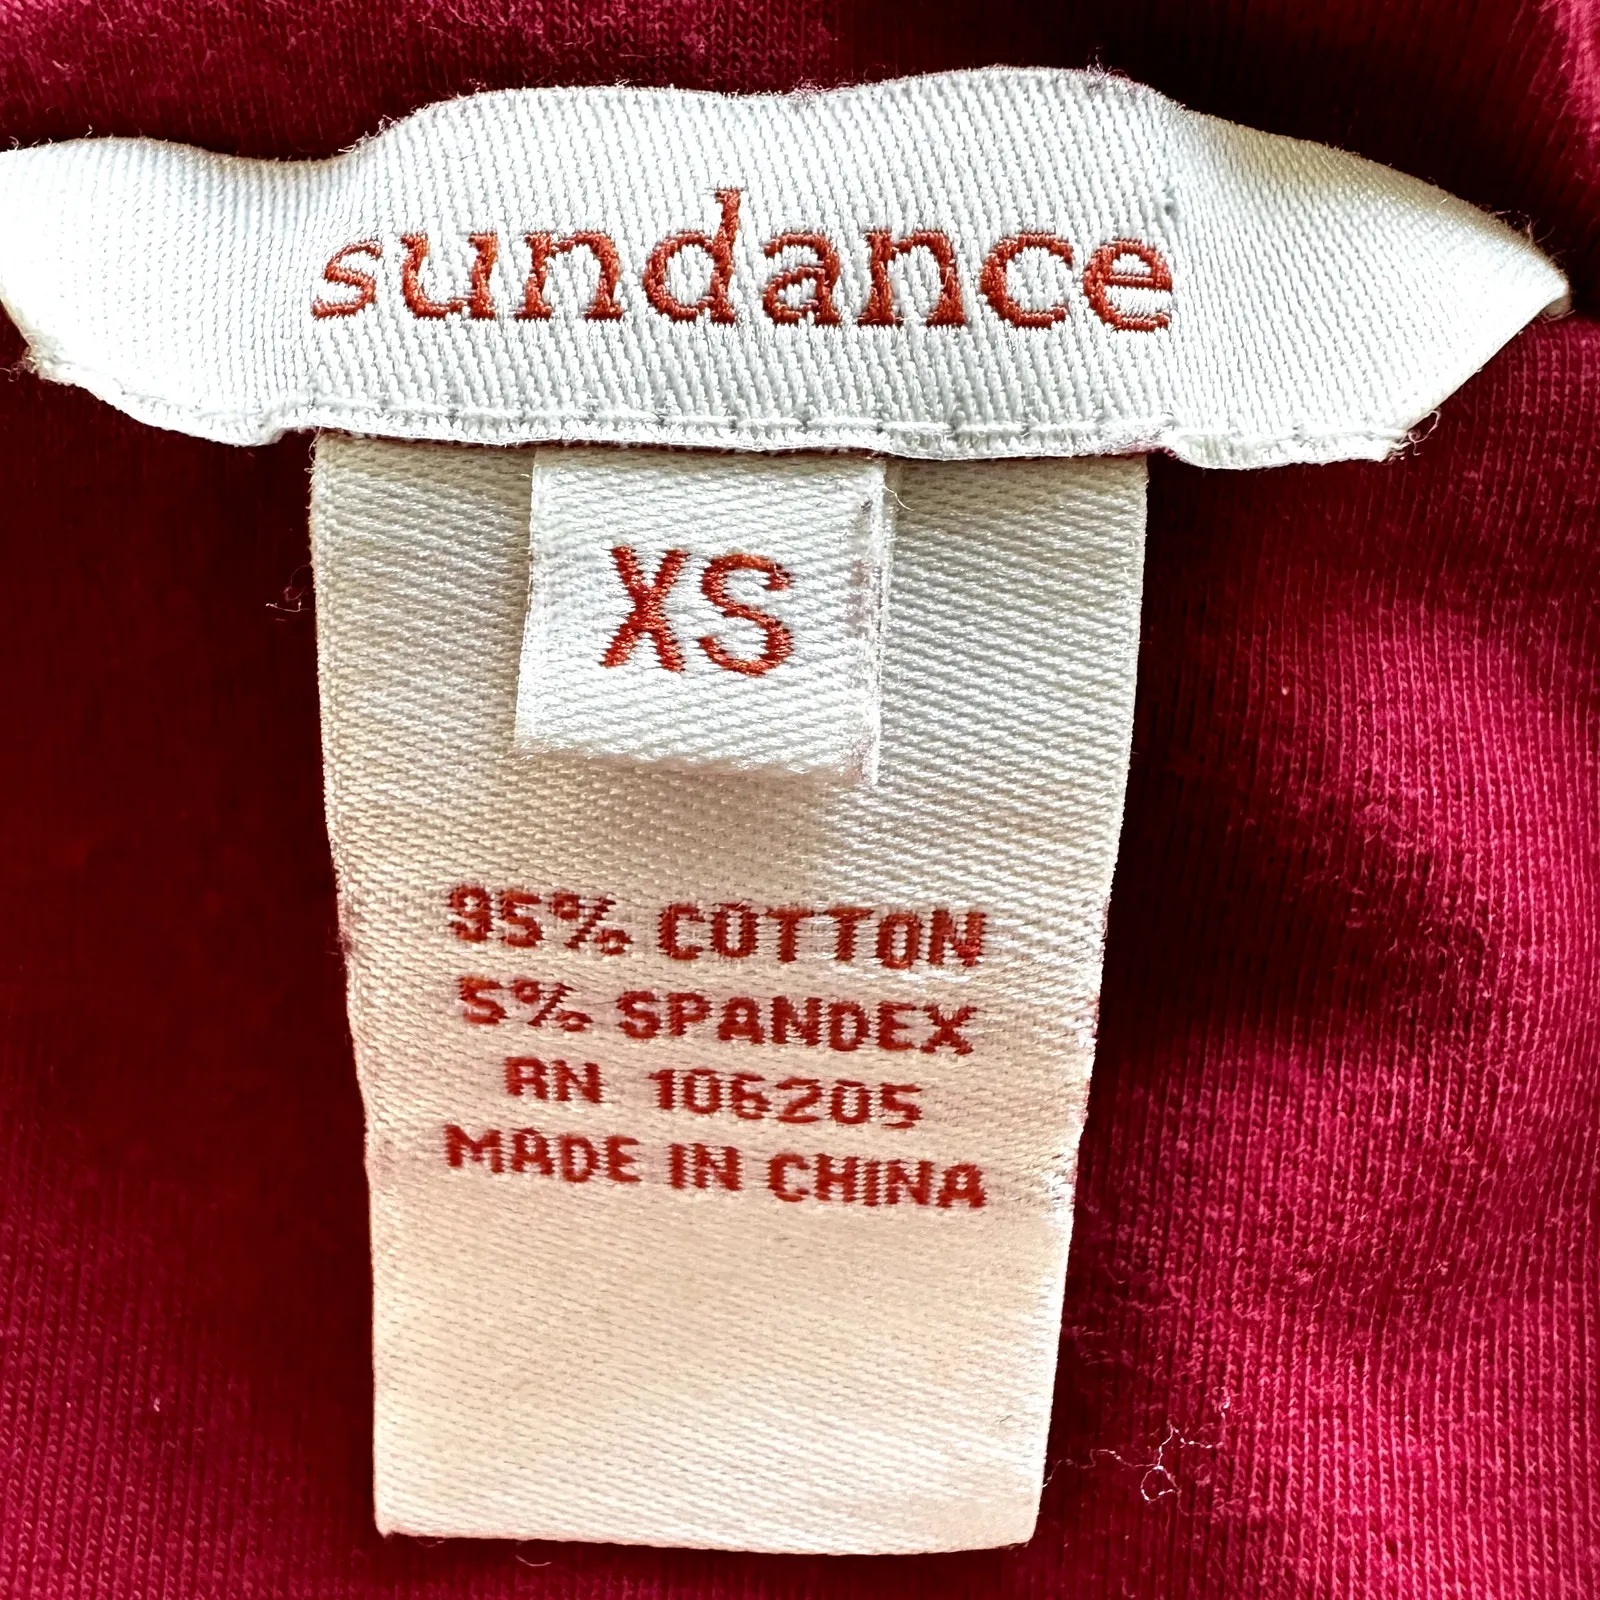 sundance
XS
95% COTTON
5% SPANDEX
RN 106205
MADE IN CHINA